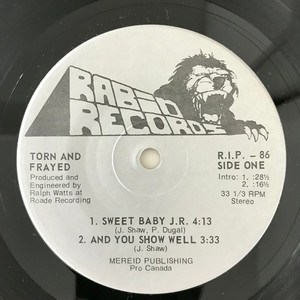 RABID
RECORDS
TORN AND
FRAYED
Produced and
Engineered by
Ralph Watts at
Roade Recording
R.I.P. – 86
SIDE ONE
Intro: 1. :28½
2. :16½
33 1/3 RPM
Stereo
1. SWEET BABY J.R. 4:13
(J. Shaw, P. Dugal)
2. AND YOU SHOW WELL 3:33
(J. Shaw)
MEREID PUBLISHING
Pro Canada